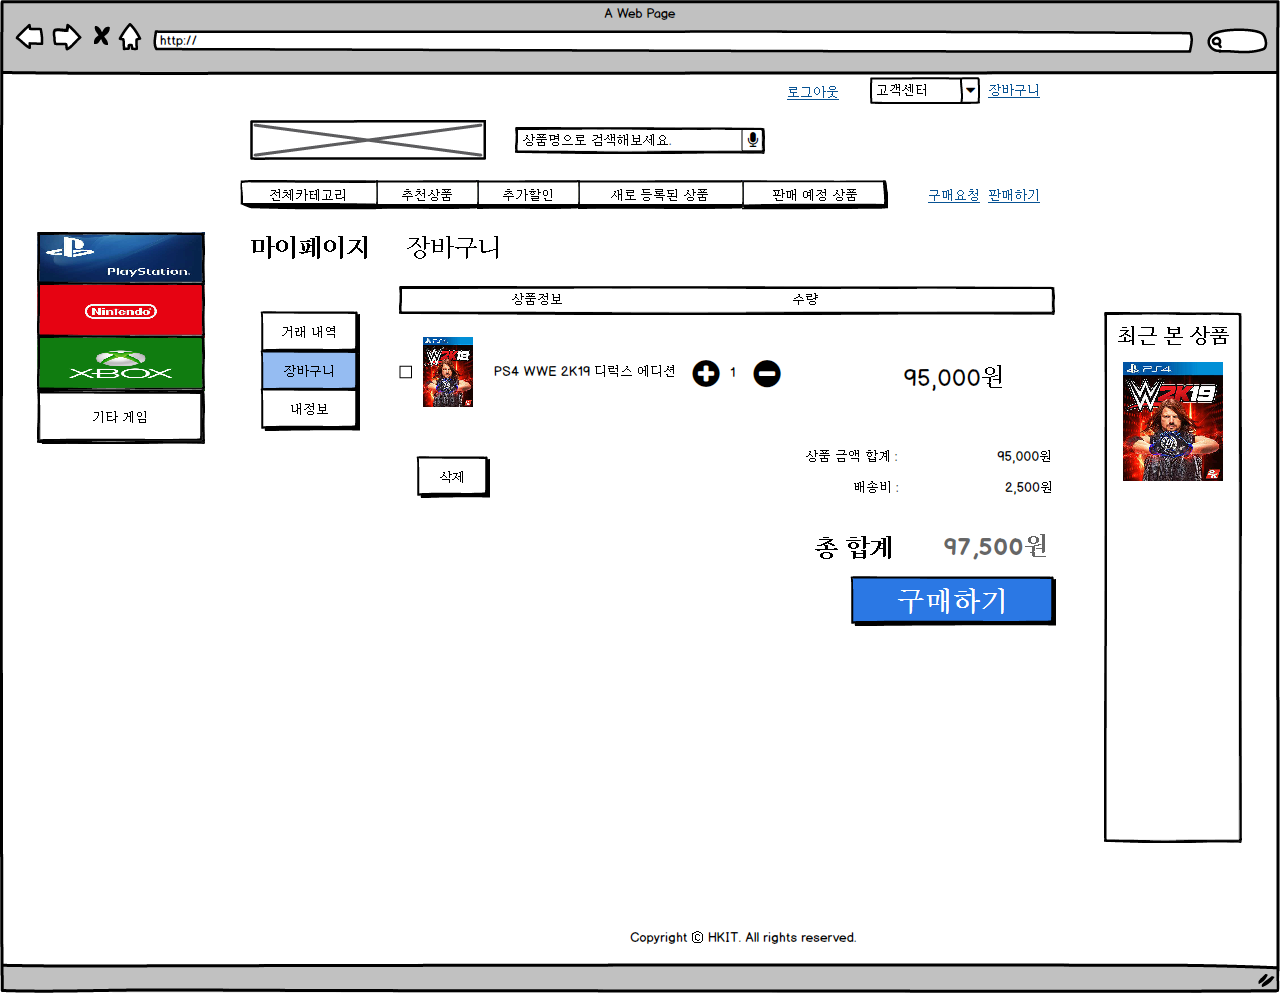 A Web Page
http://
로그아웃 고객센터 장바구니
상품명으로 검색해보세요.
전체카테고리 추천상품 추가할인 새로 등록된 상품 판매 예정 상품 구매요청 판매하기
마이페이지 장바구니
PlayStation.
Nintendo
XBOX
기타 게임
상품정보 수량
거래 내역
장바구니
내정보
PS4
WWE 2K19
PS4 WWE 2K19 디럭스 에디션 1 95,000원
삭제
상품 금액 합계 : 95,000원
배송비 : 2,500원
총 합계 97,500원
구매하기
최근 본 상품
PS4
W2K19
2K
Copyright © HKIT. All rights reserved.